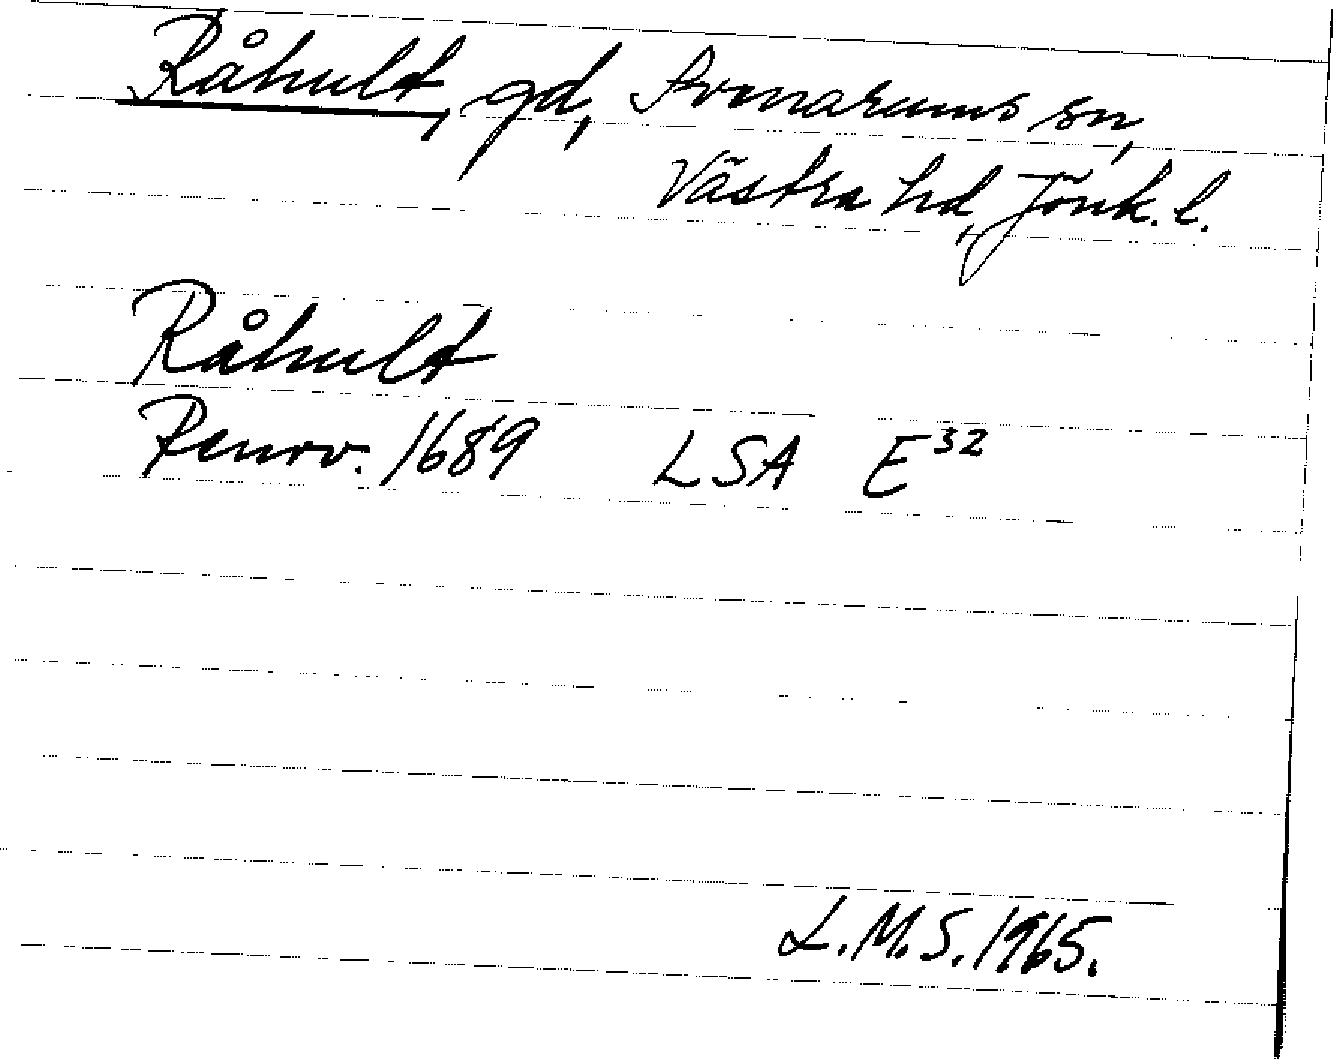 Råhult, gd, Svenarums sn,
Västra hd, Jönk. l.
Råhult
Renov. 1689 LSA E32
L.M.S. 1965.